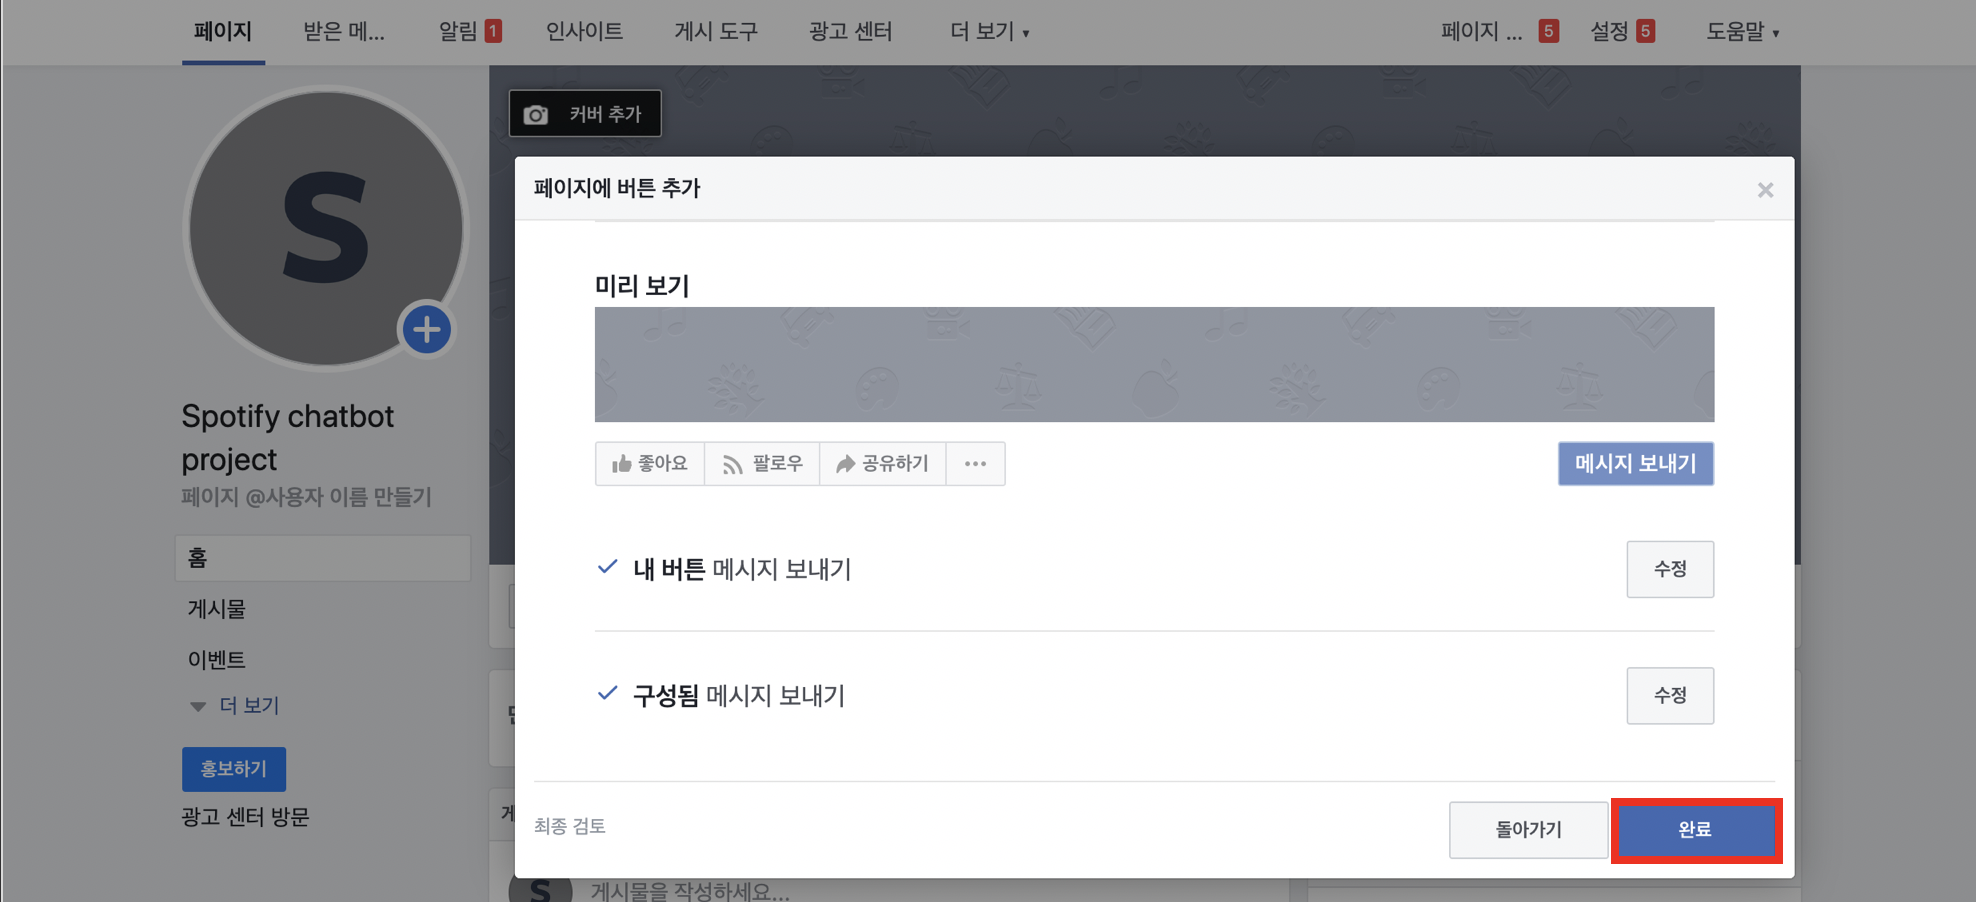 페이지 받은 메... 알림 1 인사이트 게시 도구 광고 센터 더 보기 페이지 ... 5 설정 5 도움말
커버 추가
S
Spotify chatbot
project
페이지 @사용자 이름 만들기
홈
게시물
이벤트
더 보기
홍보하기
광고 센터 방문
페이지에 버튼 추가
미리 보기
좋아요 팔로우 공유하기 메시지 보내기
내 버튼 메시지 보내기 수정
구성됨 메시지 보내기 수정
최종 검토 돌아가기 완료
S 게시물을 작성하세요...